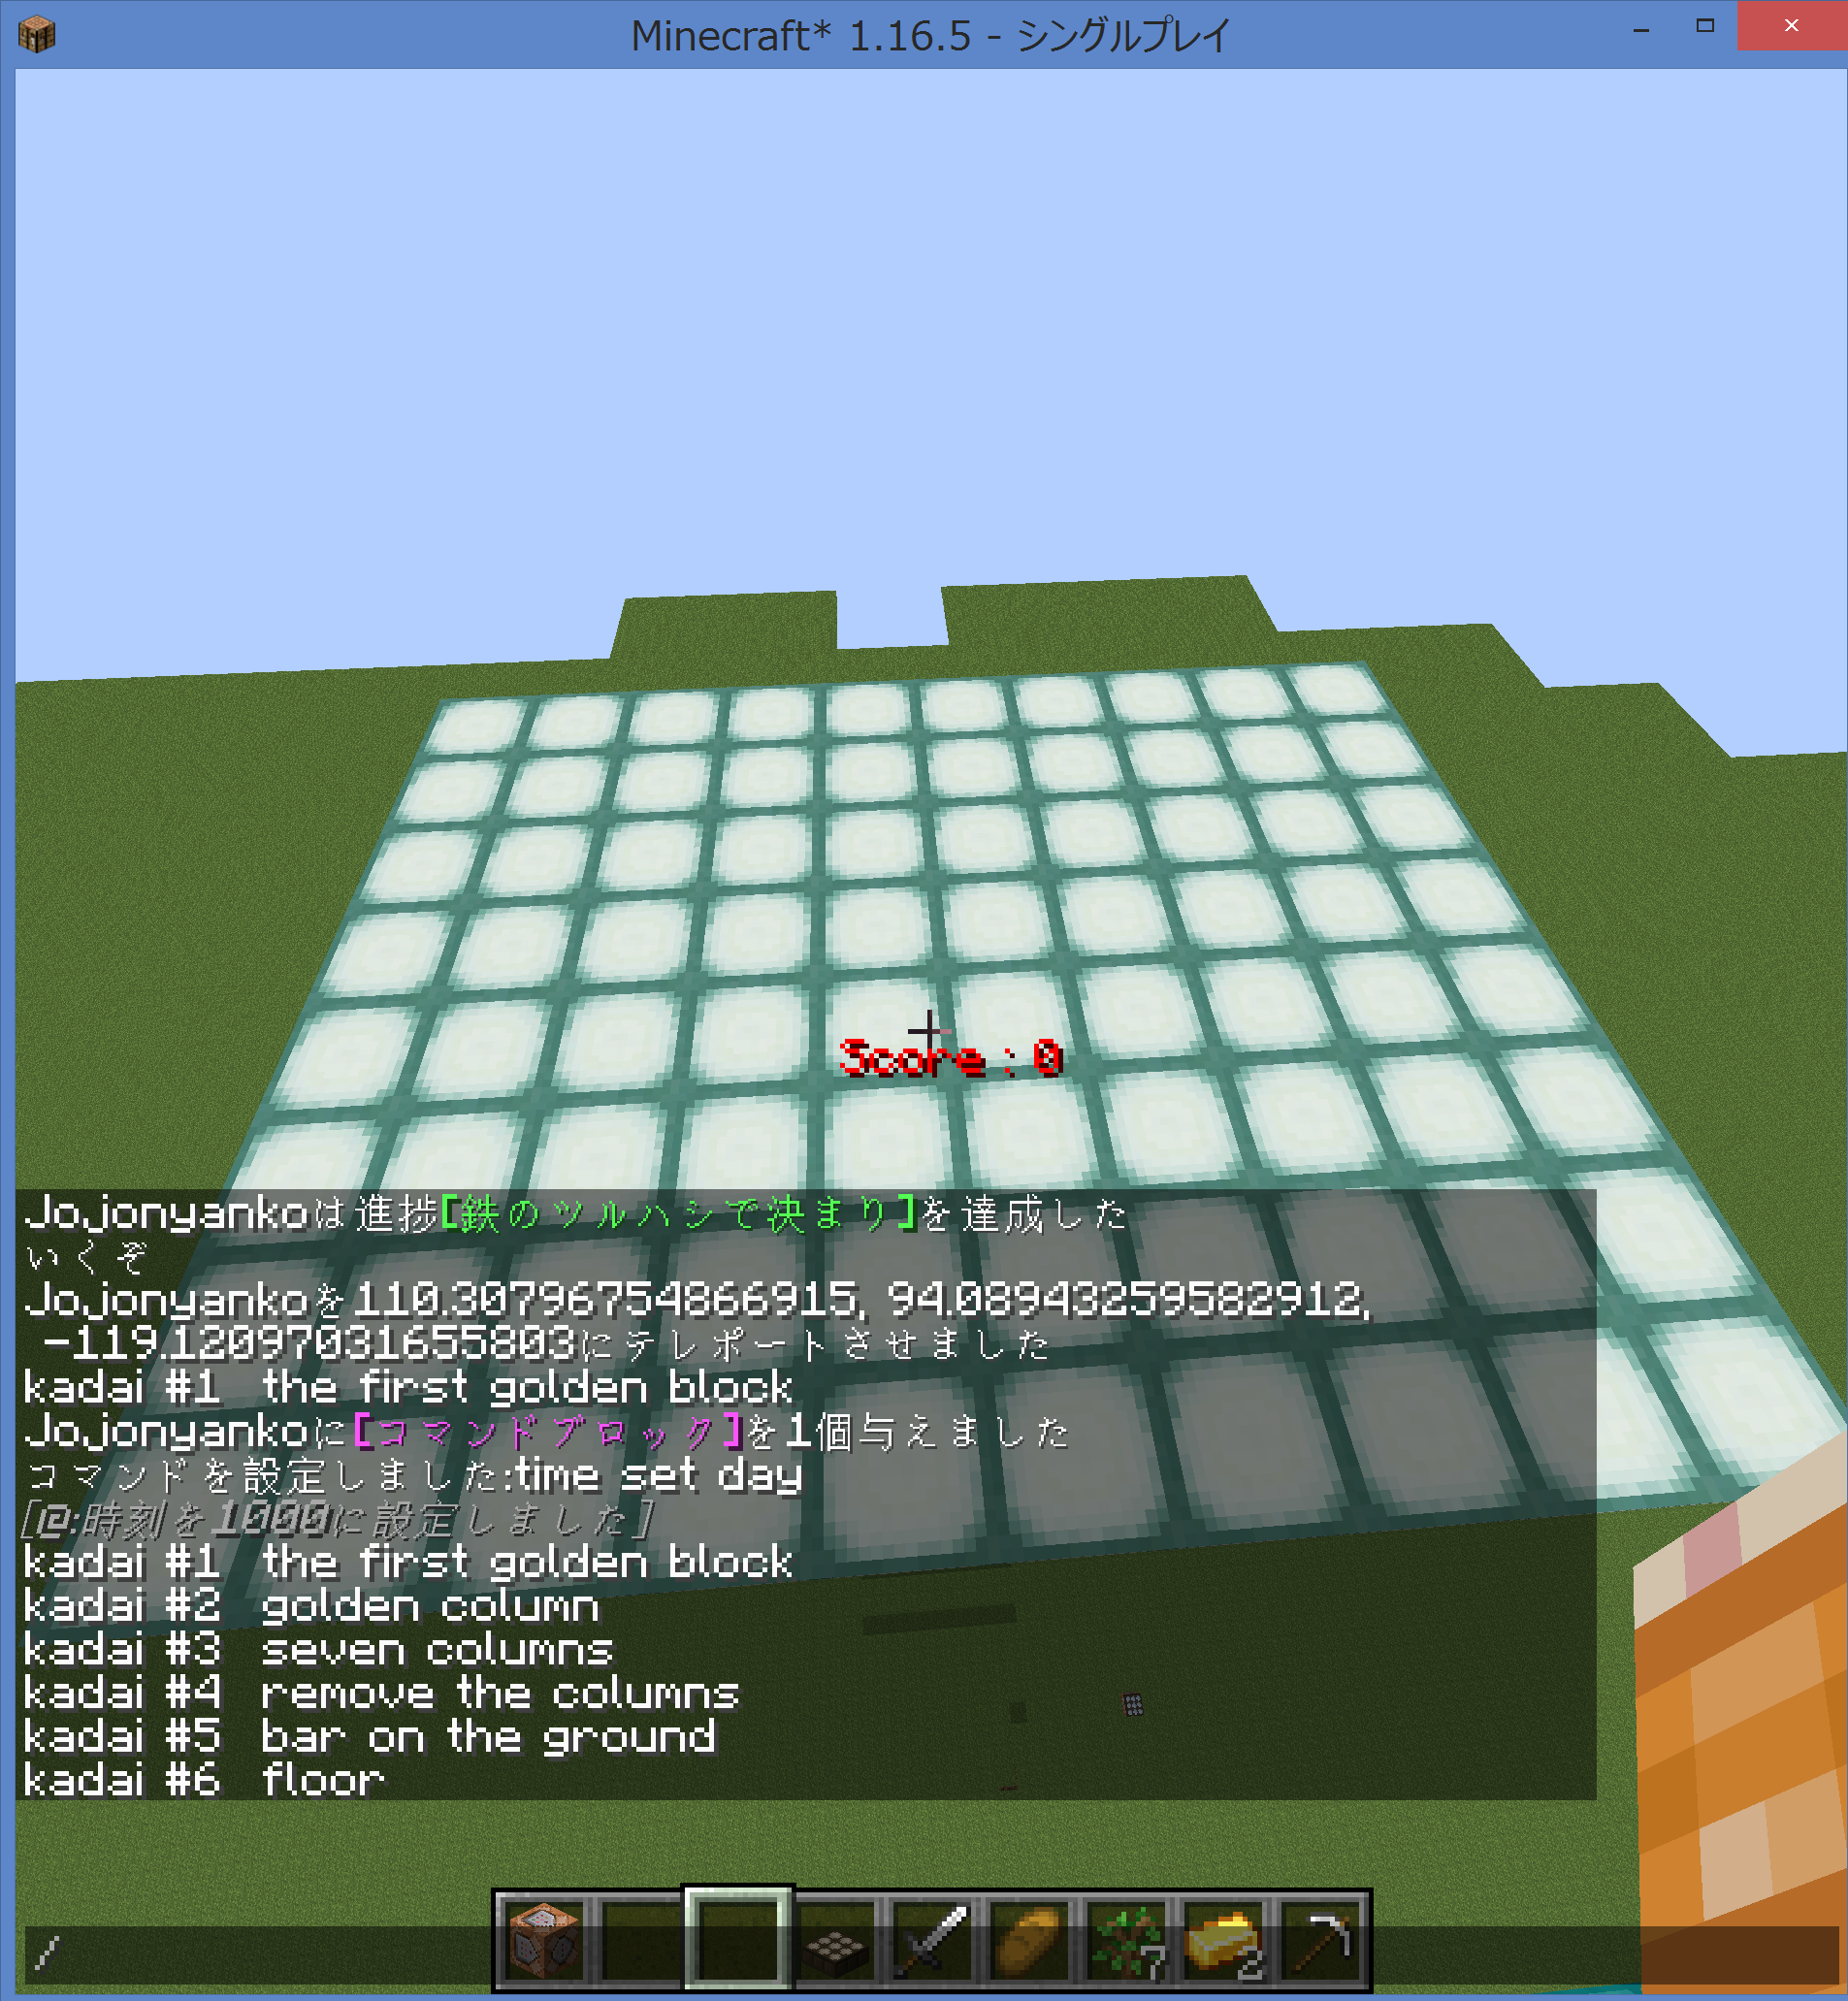 Minecraft* 1.16.5 - シングルプレイ
Score : 0
Jojonyankoは進捗[鉄のツルハシで決まり]を達成した
いくぞ
Jojonyankoを110.30796754866915, 94.08943259582912,
-119.12097031655803にテレポートさせました
kadai #1 the first golden block
Jojonyankoに[コマンドブロック]を1個与えました
コマンドを設定しました:time set day
[@:時刻を1000に設定しました]
kadai #1 the first golden block
kadai #2 golden column
kadai #3 seven columns
kadai #4 remove the columns
kadai #5 bar on the ground
kadai #6 floor
7
2
/